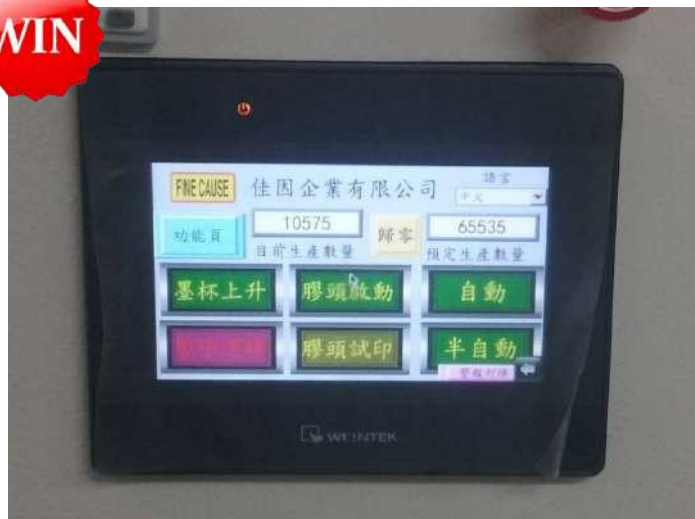 WIN
FINE CAUSE 佳因企業有限公司 語言
中文
功能頁 10575 歸零 65535
目前生產數量 預定生產數量
墨杯上升 膠頭啟動 自動
膠頭試印 半自動
WEINTEK